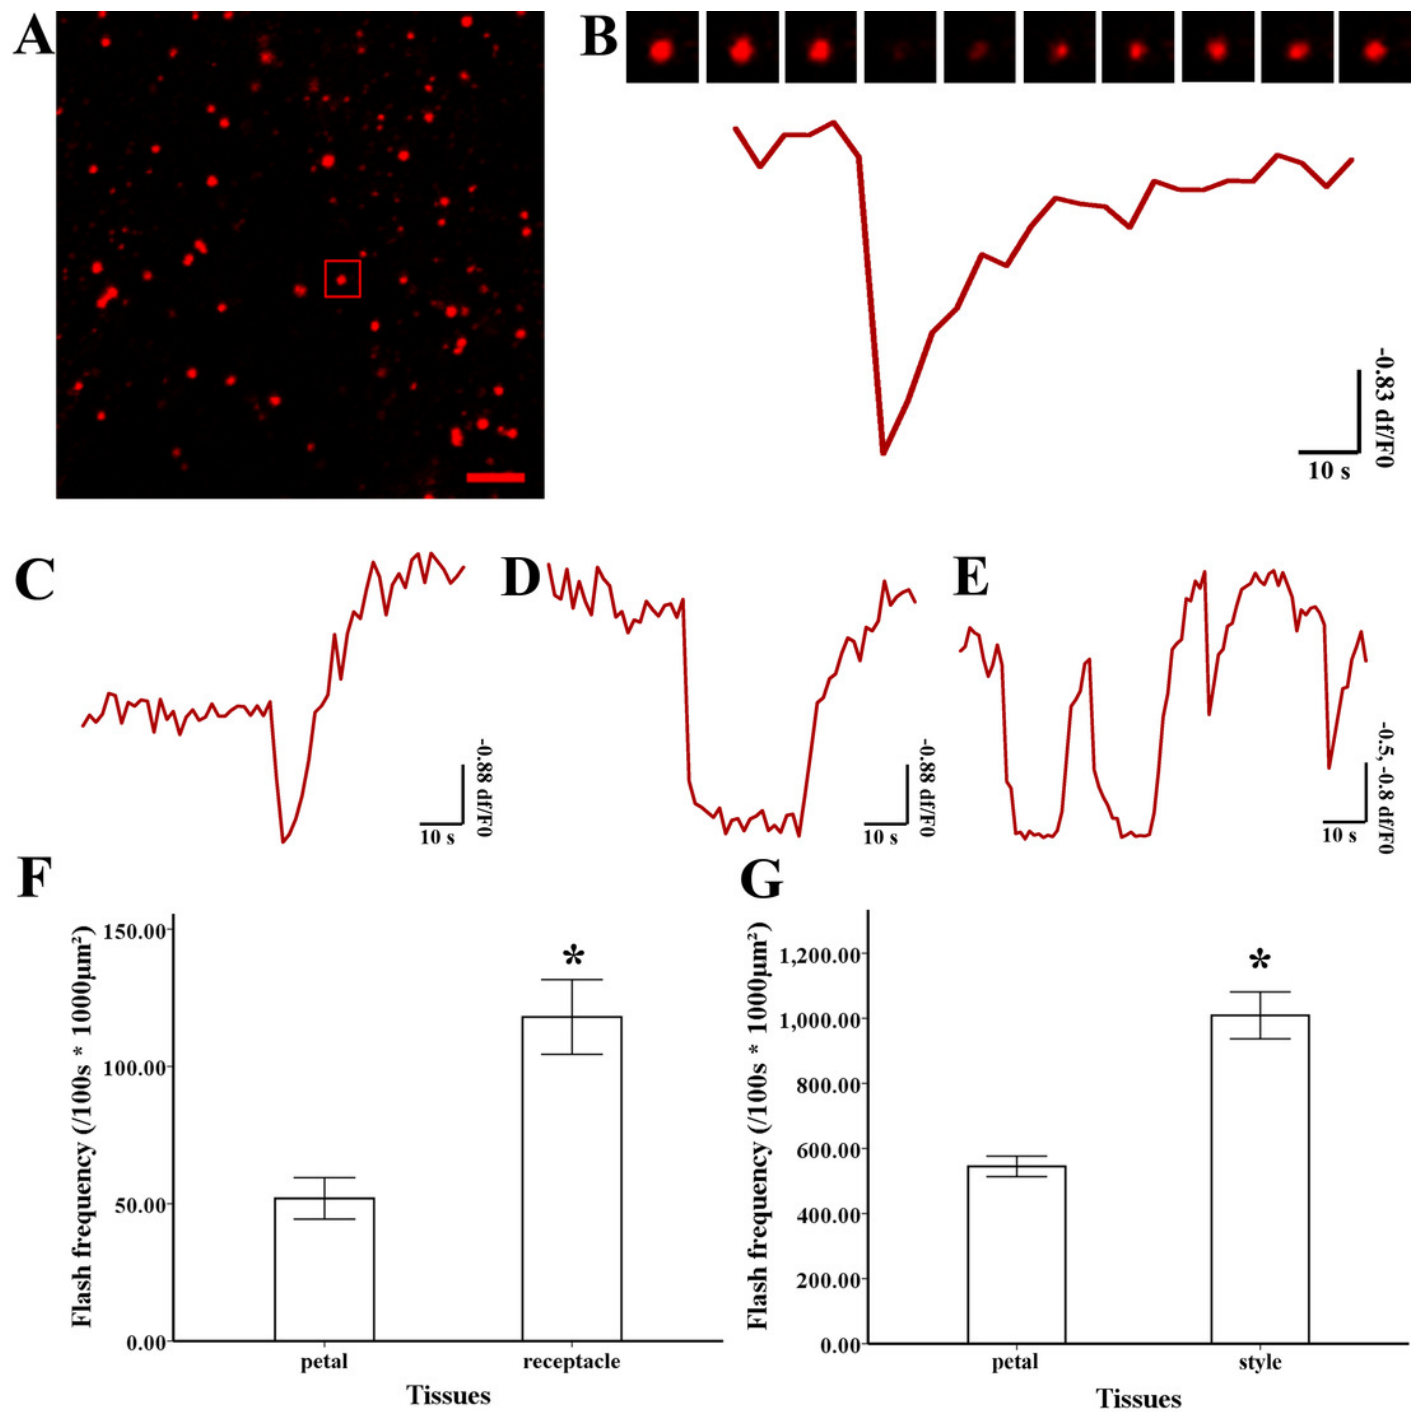 A
B
-0.83 df/F0
10 s
C
D
E
-0.88 df/F0
10 s
-0.88 df/F0
10 s
-0.5, -0.8 df/F0
10 s
F
G
Flash frequency (/100s * 1000μm²)
150.00
100.00
50.00
0.00
*
petal
receptacle
Tissues
Flash frequency (/100s * 1000μm²)
1,200.00
1,000.00
800.00
600.00
400.00
200.00
0.00
*
petal
style
Tissues